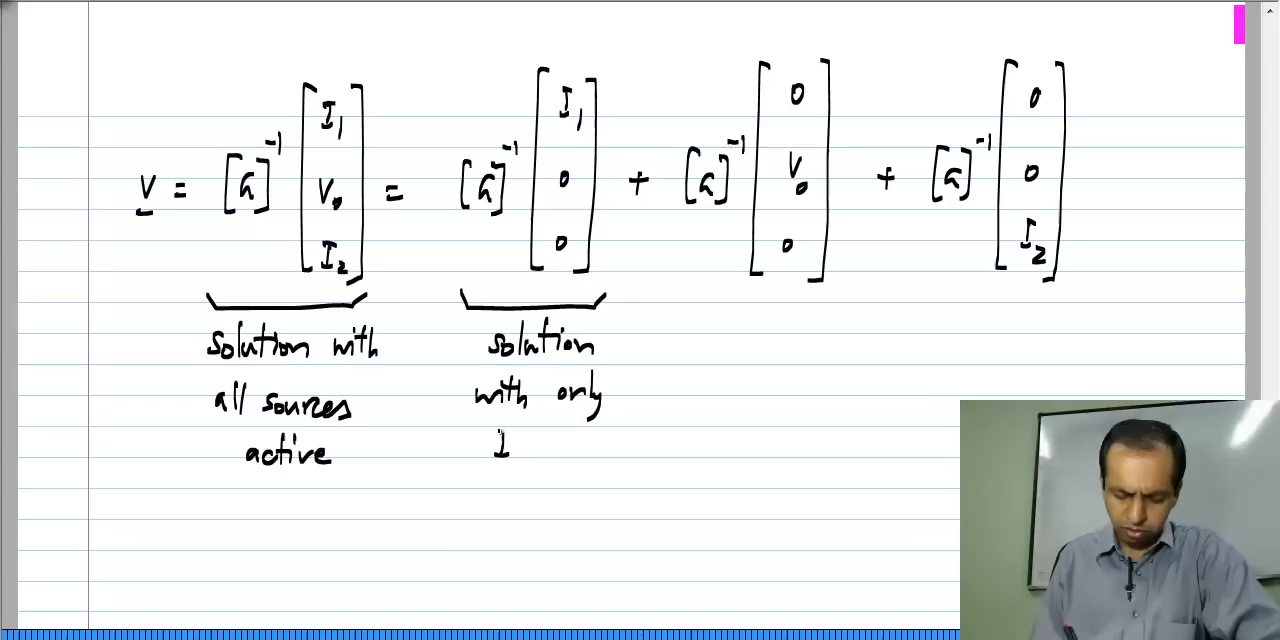 V = [G]⁻¹ [I₁ V₀ I₂] = [G]⁻¹ [I₁ 0 0] + [G]⁻¹ [0 V₀ 0] + [G]⁻¹ [0 0 I₂]
solution with
all sources
active
solution
with only
I